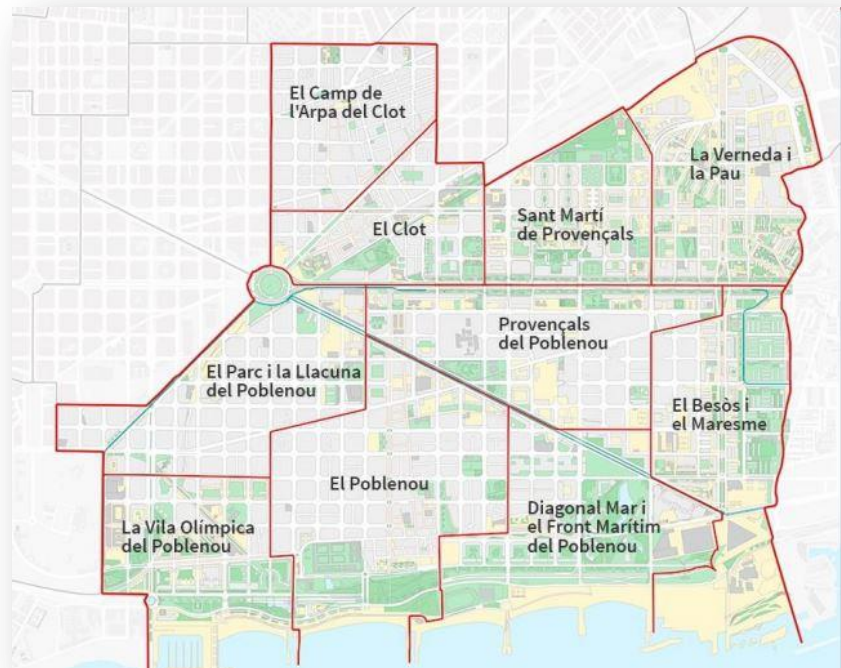 El Camp de
l'Arpa del Clot
La Verneda i
la Pau
El Clot
Sant Martí
de Provençals
Provençals
del Poblenou
El Parc i la Llacuna
del Poblenou
El Besòs i
el Maresme
El Poblenou
La Vila Olímpica
del Poblenou
Diagonal Mar i
el Front Marítim
del Poblenou